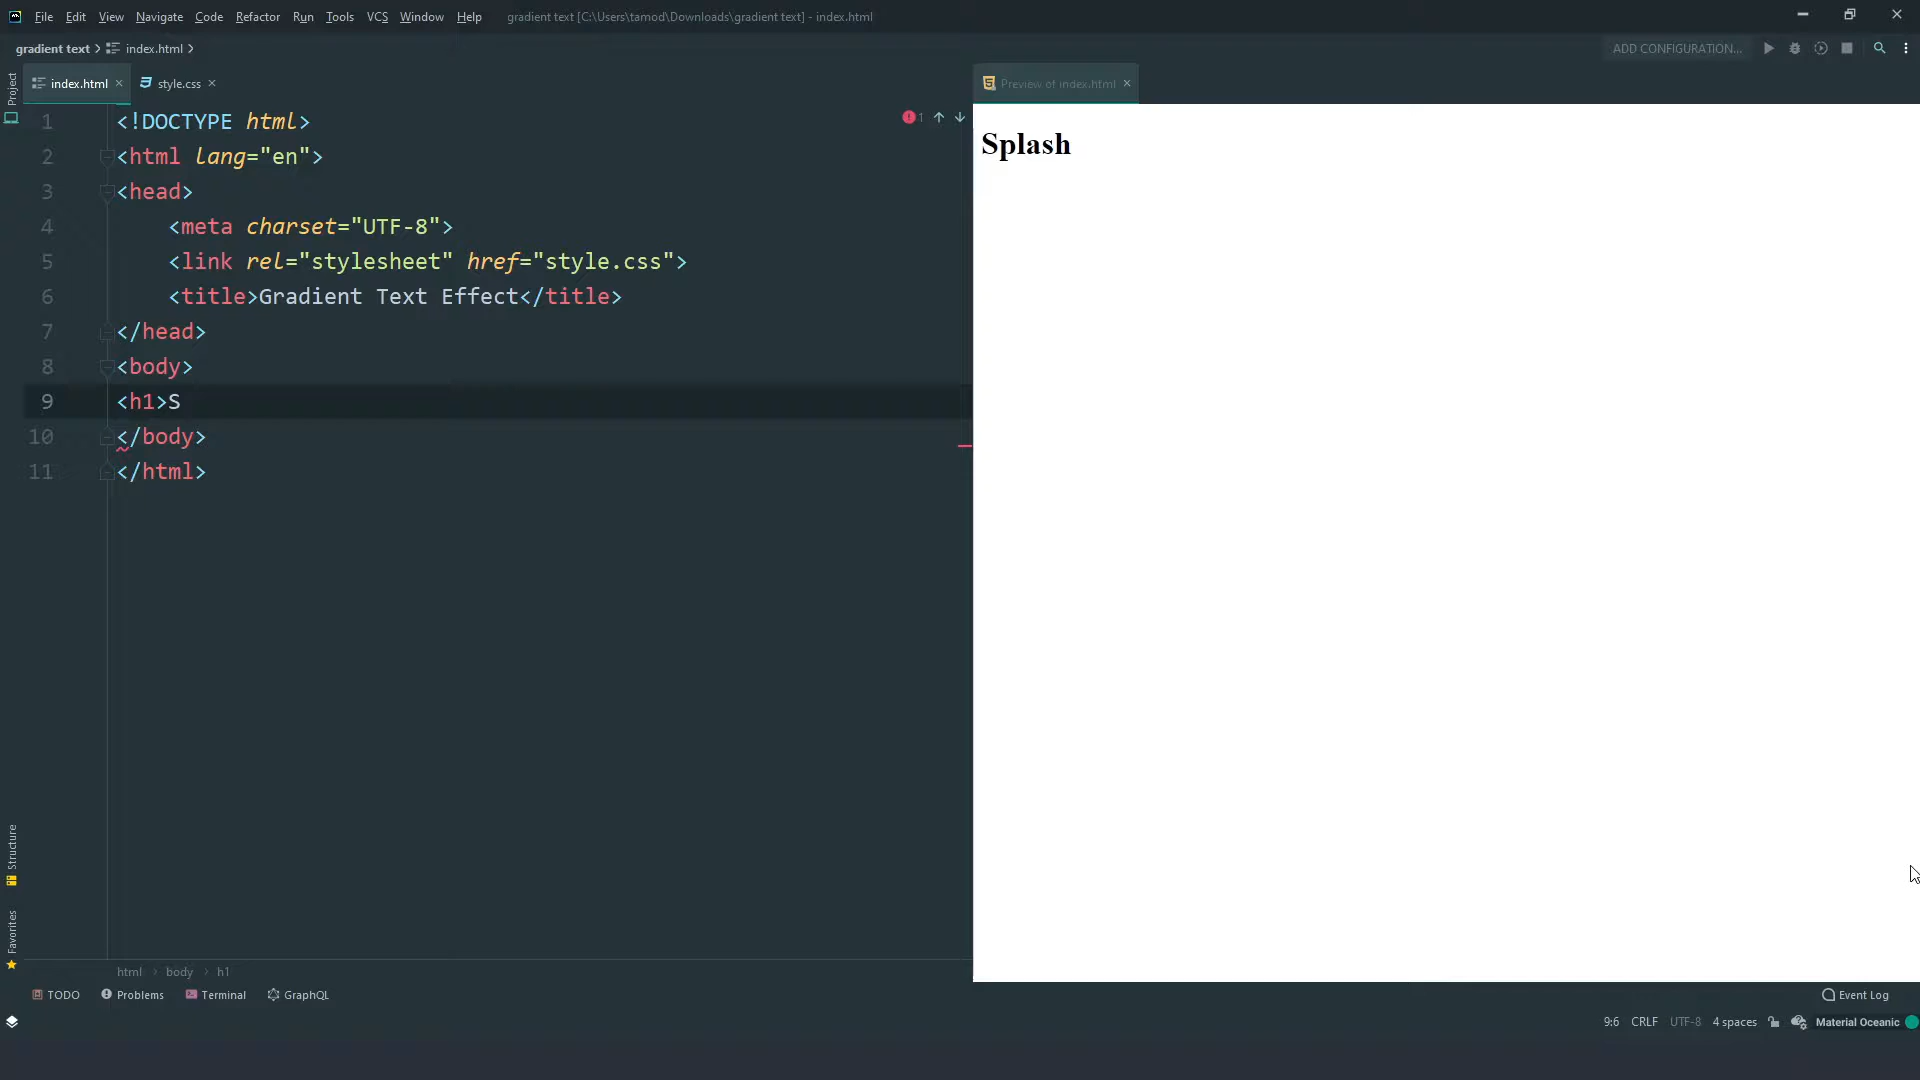 File Edit View Navigate Code Refactor Run Tools VCS Window Help gradient text [C:\Users\tamod\Downloads\gradient text] - index.html
gradient text index.html
ADD CONFIGURATION...
Project
index.html style.css
Preview of index.html
1 <!DOCTYPE html>
1
2 <html lang="en">
3 <head>
4 <meta charset="UTF-8">
5 <link rel="stylesheet" href="style.css">
6 <title>Gradient Text Effect</title>
7 </head>
8 <body>
9 <h1>S
10 </body>
11 </html>
Splash
Structure
Favorites
html body h1
TODO Problems Terminal GraphQL
Event Log
9:6 CRLF UTF-8 4 spaces Material Oceanic